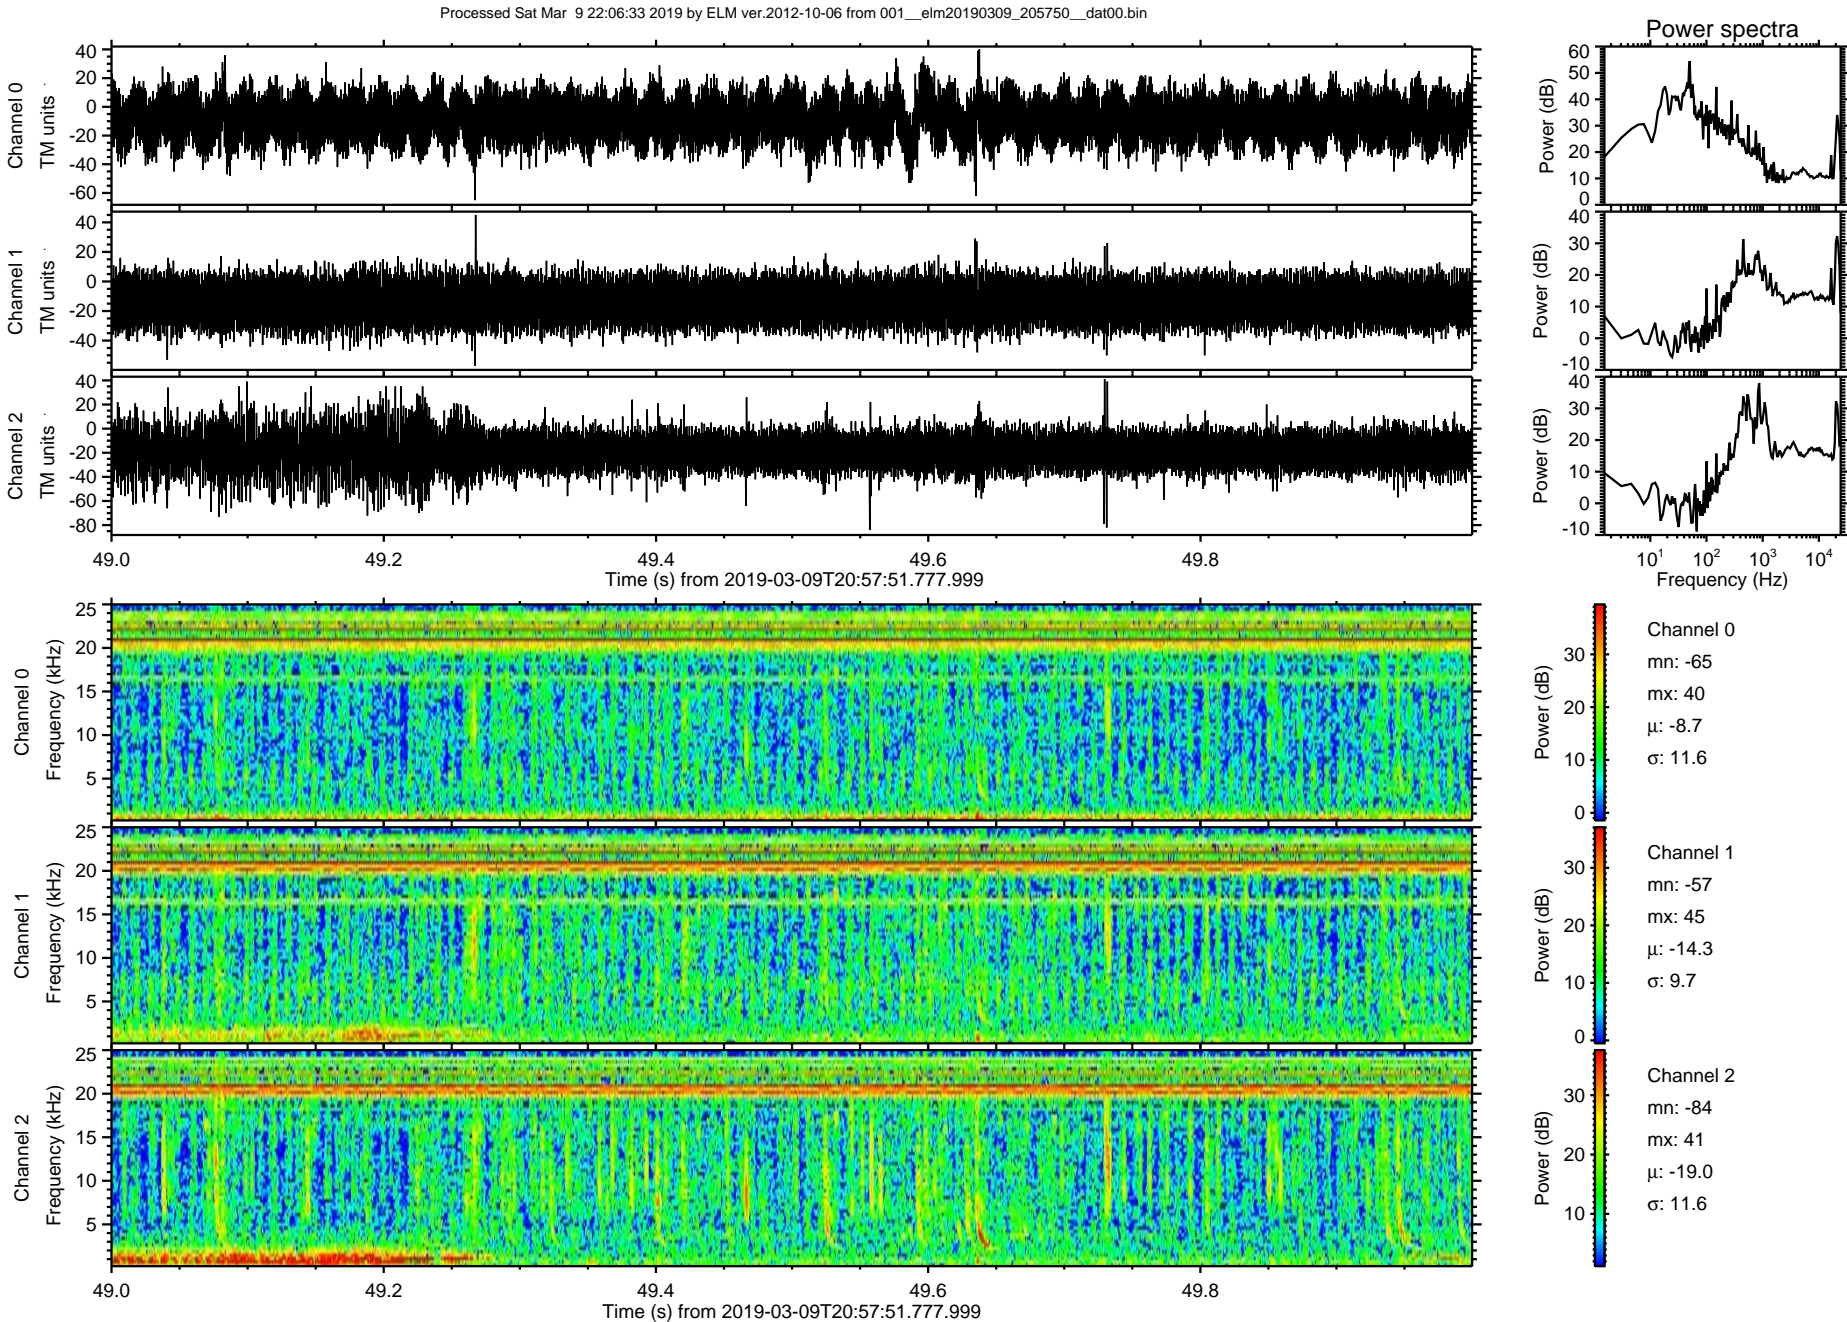 Processed Sat Mar  9 22:06:33 2019 by ELM ver.2012-10-06 from 001__elm20190309_205750__dat00.bin
Power spectra
Channel 0
TM units
40
20
0
-20
-40
-60
Power (dB)
60
50
40
30
20
10
0
Channel 1
TM units
40
20
0
-20
-40
Power (dB)
40
30
20
10
0
-10
Channel 2
TM units
40
20
0
-20
-40
-60
-80
Power (dB)
40
30
20
10
0
-10
49.0 49.2 49.4 49.6 49.8
Time (s) from 2019-03-09T20:57:51.777.999
10^1 10^2 10^3 10^4
Frequency (Hz)
Channel 0
Frequency (kHz)
25
20
15
10
5
Power (dB)
30
20
10
0
Channel 0
mn: -65
mx: 40
µ: -8.7
σ: 11.6
Channel 1
Frequency (kHz)
25
20
15
10
5
Power (dB)
30
20
10
0
Channel 1
mn: -57
mx: 45
µ: -14.3
σ: 9.7
Channel 2
Frequency (kHz)
25
20
15
10
5
Power (dB)
30
20
10
Channel 2
mn: -84
mx: 41
µ: -19.0
σ: 11.6
49.0 49.2 49.4 49.6 49.8
Time (s) from 2019-03-09T20:57:51.777.999